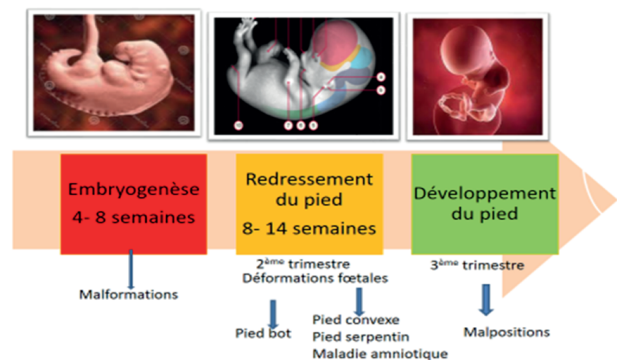 Embryogenèse
4- 8 semaines
Redressement
du pied
8- 14 semaines
Développement
du pied
2ème trimestre
Déformations fœtales
3ème trimestre
Malformations
Pied bot
Pied convexe
Pied serpentin
Maladie amniotique
Malpositions